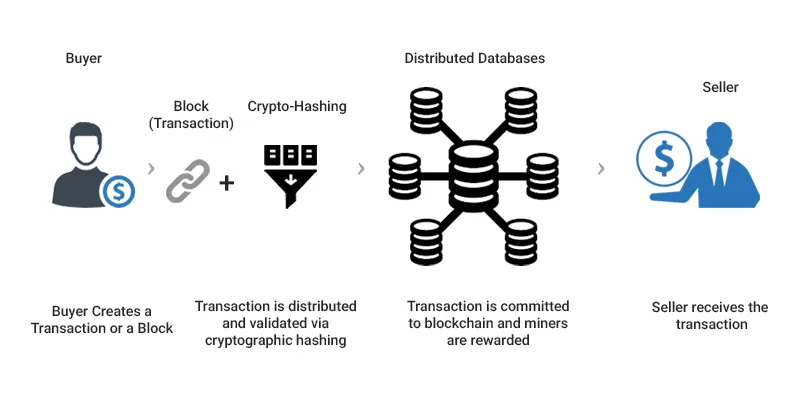 Buyer
Block
(Transaction)
Crypto-Hashing
Distributed Databases
Seller
$
+
$
Buyer Creates a
Transaction or a Block
Transaction is distributed
and validated via
cryptographic hashing
Transaction is committed
to blockchain and miners
are rewarded
Seller receives the
transaction